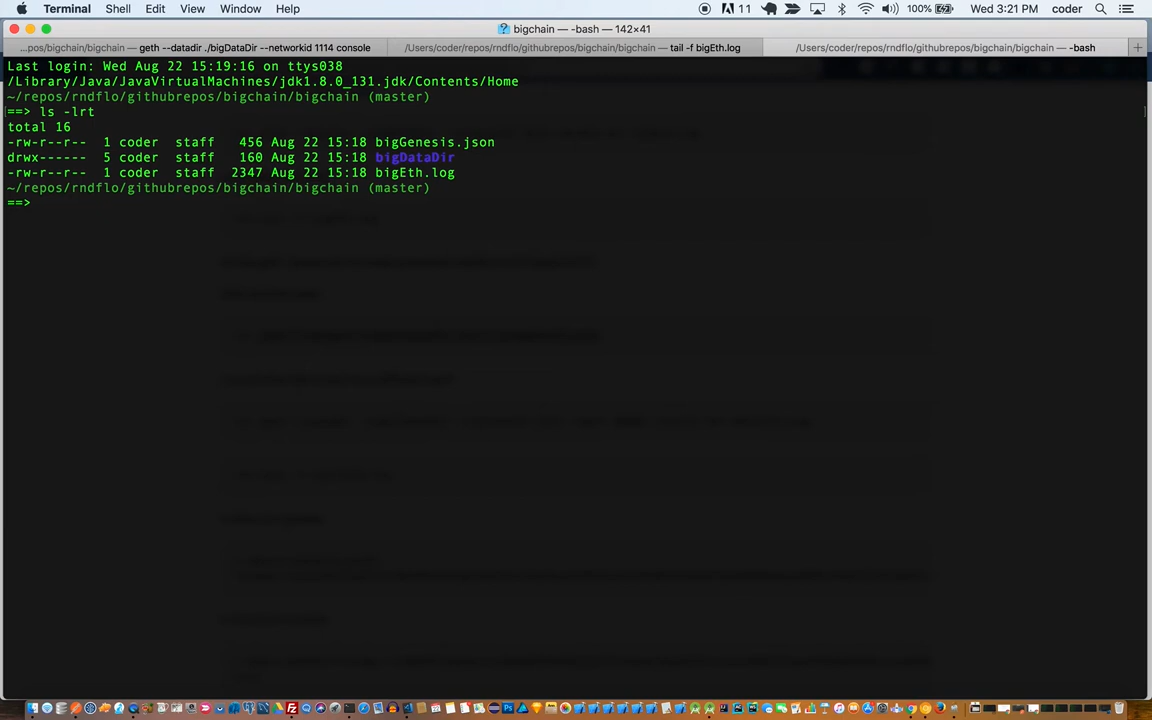 Terminal Shell Edit View Window Help 11 100% Wed 3:21 PM coder
bigchain — -bash — 142×41
...pos/bigchain/bigchain — geth --datadir ./bigDataDir --networkid 1114 console /Users/coder/repos/rndflo/githubrepos/bigchain/bigchain — tail -f bigEth.log /Users/coder/repos/rndflo/githubrepos/bigchain/bigchain — -bash +
Last login: Wed Aug 22 15:19:16 on ttys038
/Library/Java/JavaVirtualMachines/jdk1.8.0_131.jdk/Contents/Home
~/repos/rndflo/githubrepos/bigchain/bigchain (master)
==> ls -lrt
total 16
-rw-r--r-- 1 coder staff 456 Aug 22 15:18 bigGenesis.json
drwx------ 5 coder staff 160 Aug 22 15:18 bigDataDir
-rw-r--r-- 1 coder staff 2347 Aug 22 15:18 bigEth.log
~/repos/rndflo/githubrepos/bigchain/bigchain (master)
==>